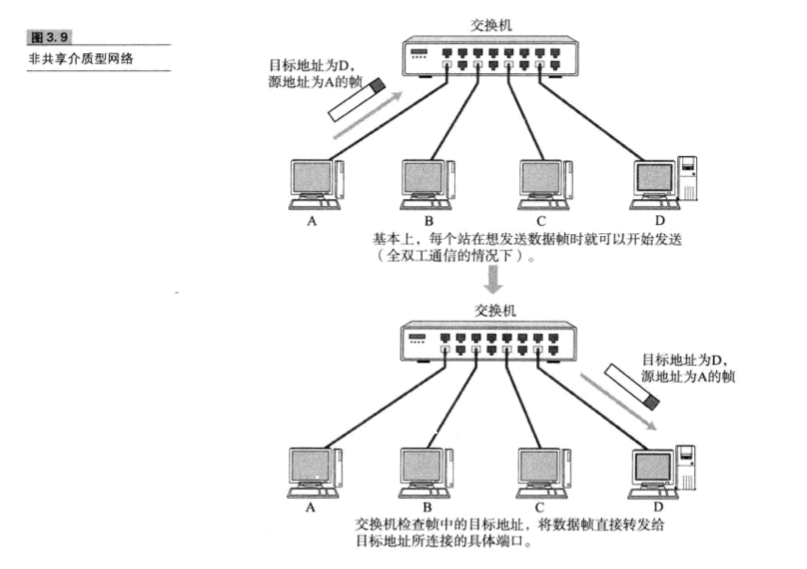 图3.9
非共享介质型网络
交换机
目标地址为D，
源地址为A的帧
A
B
C
D
基本上，每个站在想发送数据帧时就可以开始发送
（全双工通信的情况下）。
交换机
目标地址为D，
源地址为A的帧
A
B
C
D
交换机检查帧中的目标地址，将数据帧直接转发给
目标地址所连接的具体端口。